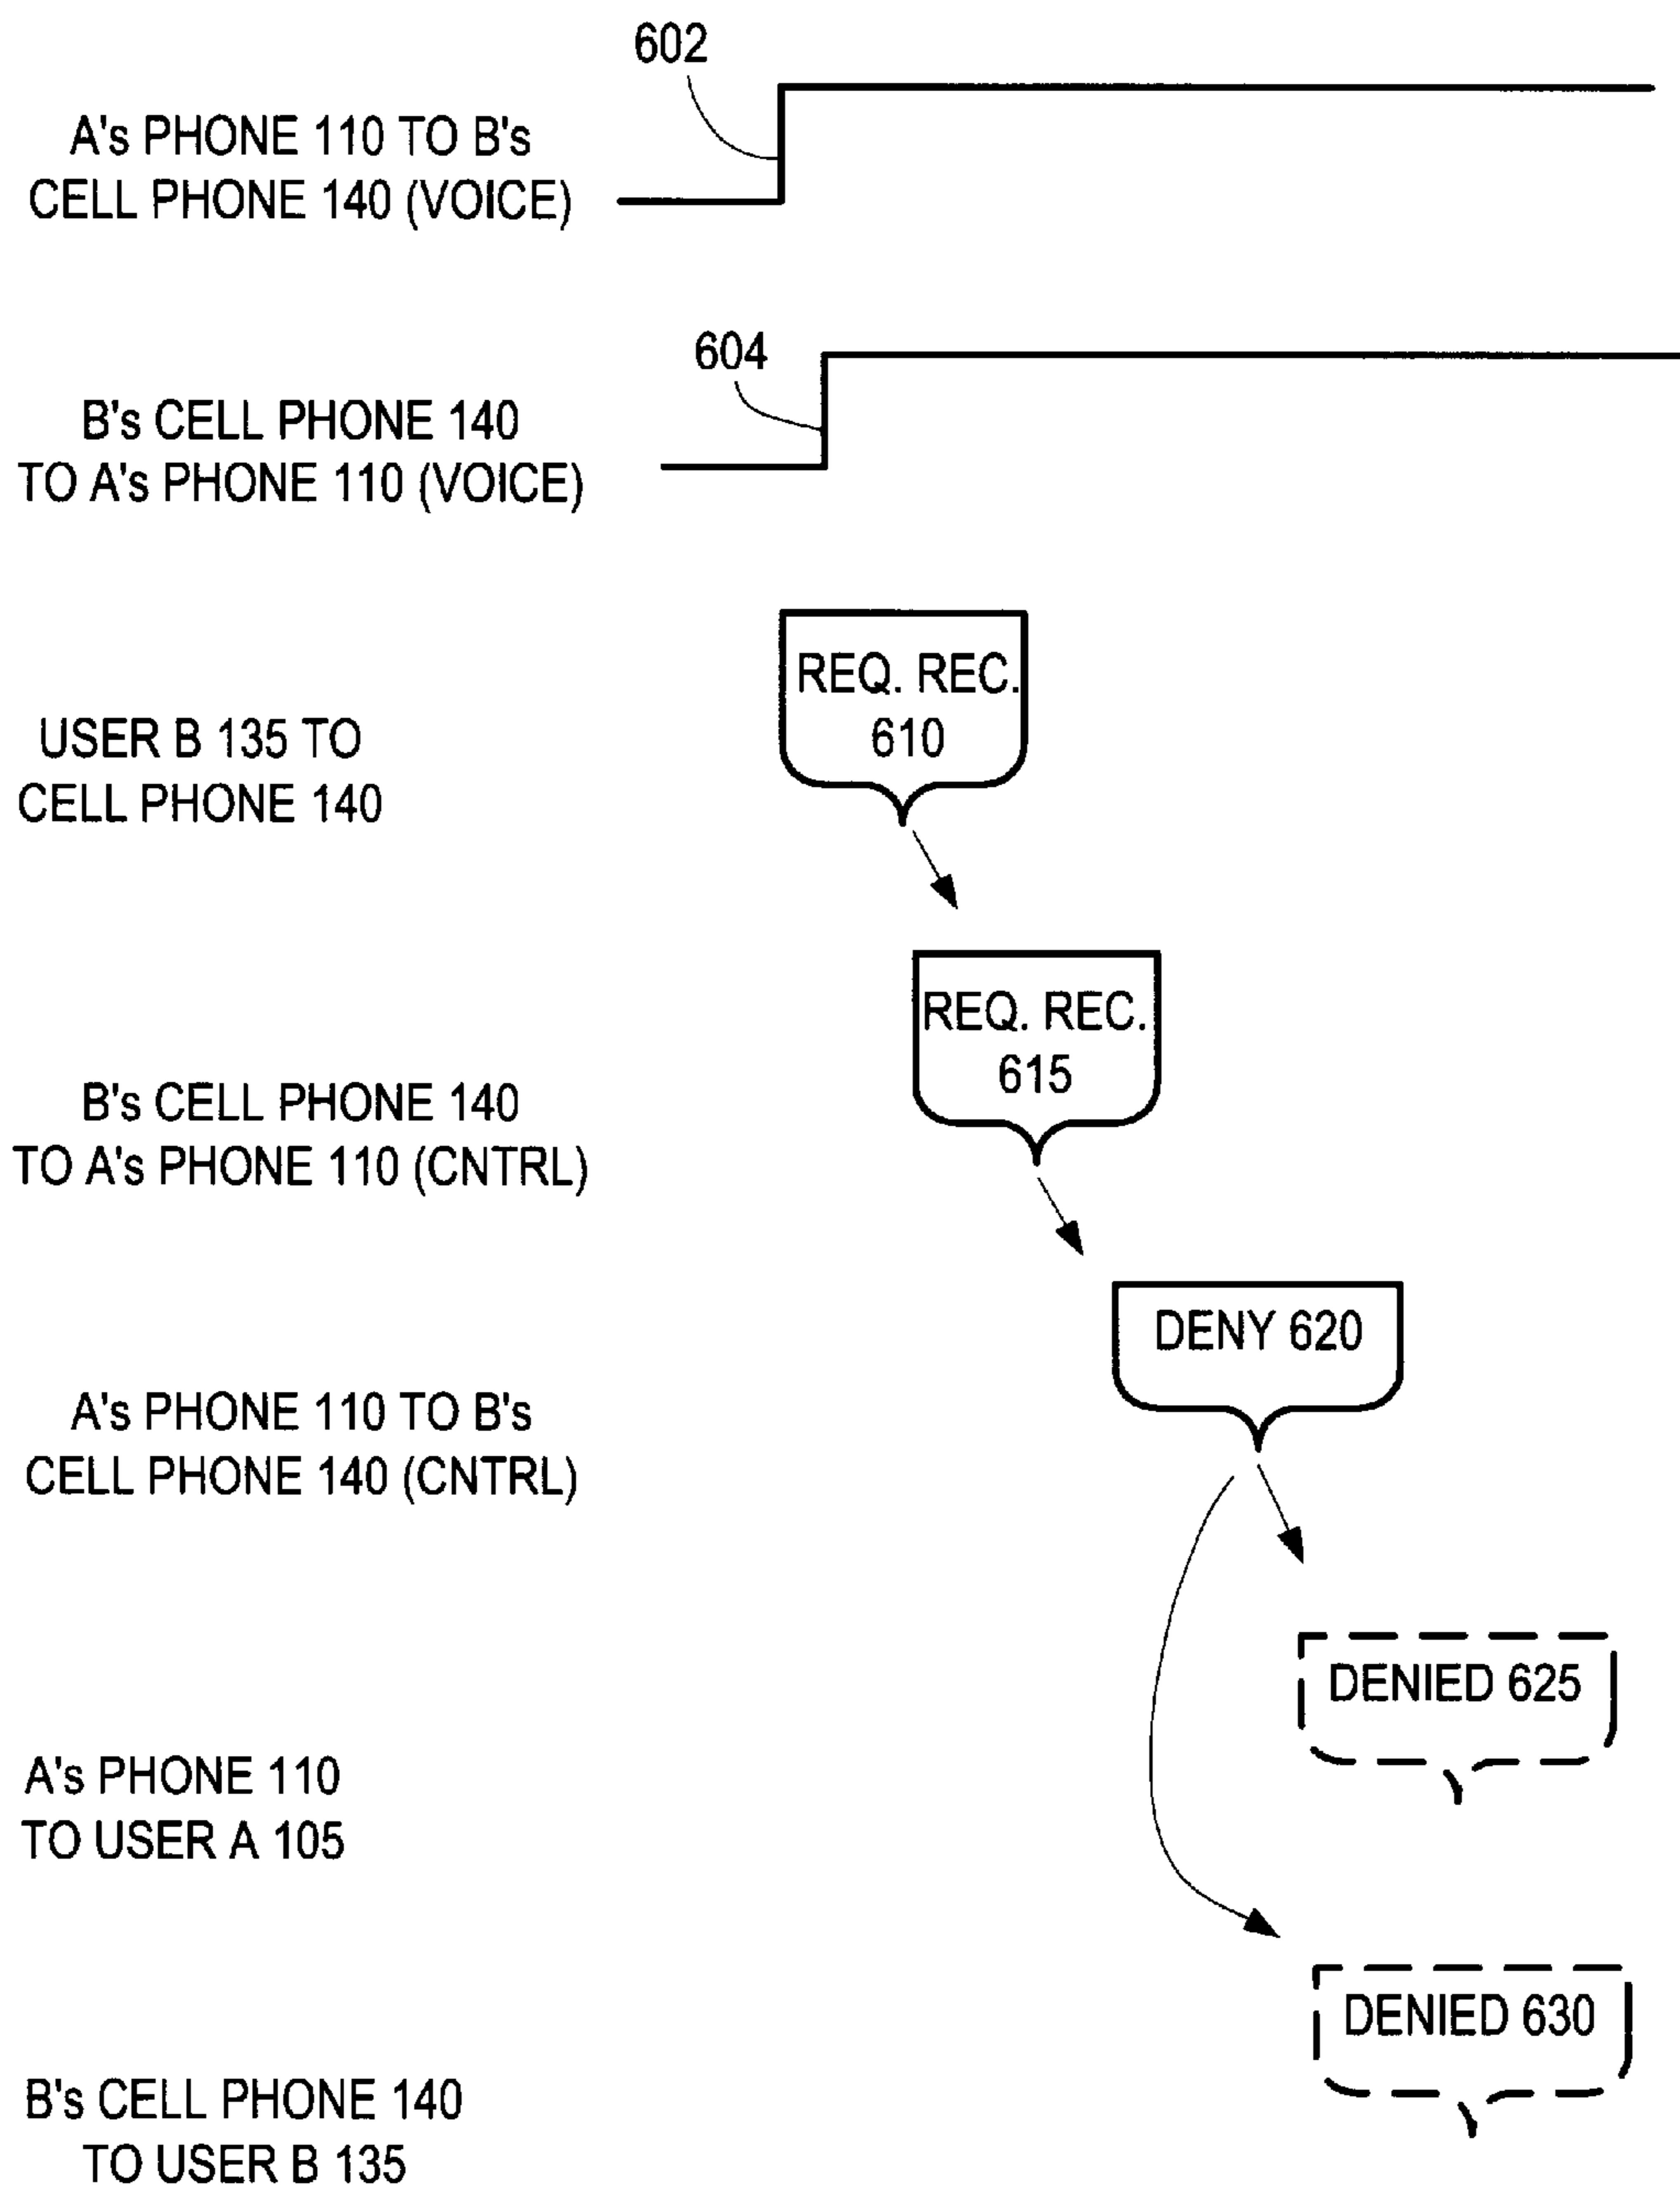 602
A's PHONE 110 TO B's
CELL PHONE 140 (VOICE)
604
B's CELL PHONE 140
TO A's PHONE 110 (VOICE)
REQ. REC.
610
USER B 135 TO
CELL PHONE 140
REQ. REC.
615
B's CELL PHONE 140
TO A's PHONE 110 (CNTRL)
DENY 620
A's PHONE 110 TO B's
CELL PHONE 140 (CNTRL)
DENIED 625
A's PHONE 110
TO USER A 105
DENIED 630
B's CELL PHONE 140
TO USER B 135